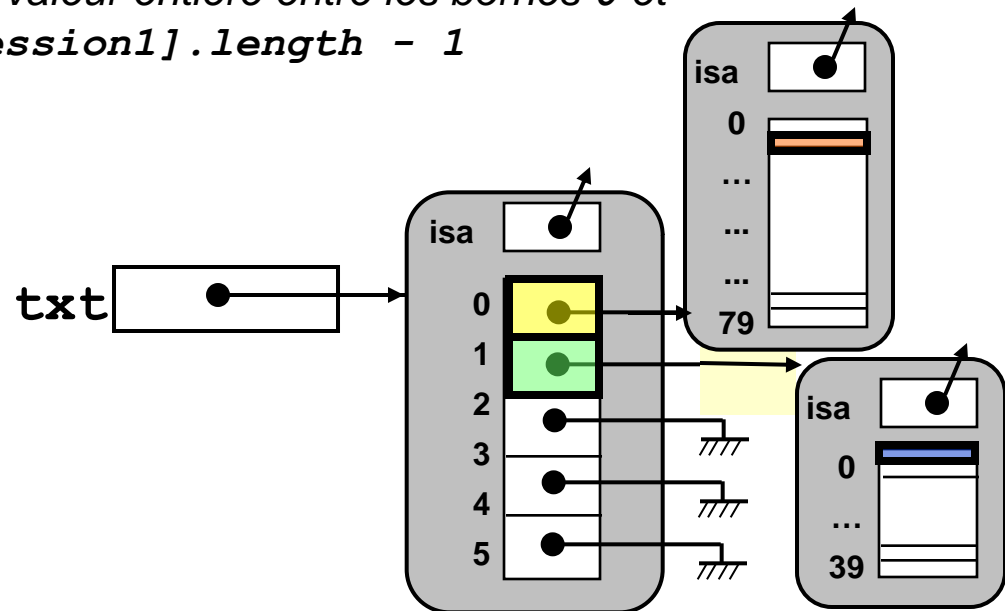 valeur entière entre les bornes 0 et
ession1].length - 1
isa
0
…
...
...
79
isa
txt
0
1
2
3
4
5
isa
0
…
39